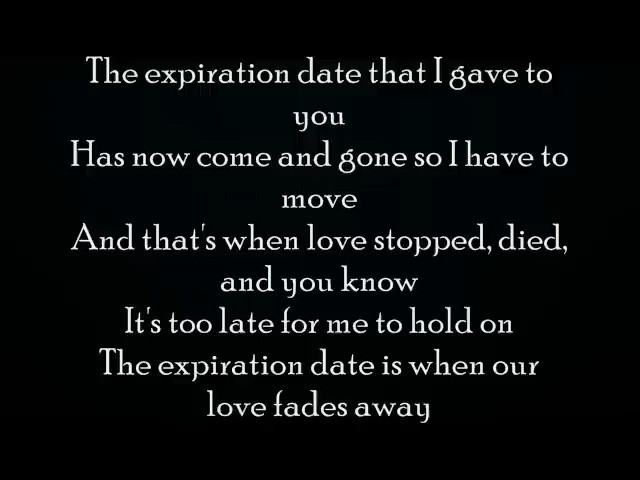 The expiration date that I gave to
you
Has now come and gone so I have to
move
And that's when love stopped, died,
and you know
It's too late for me to hold on
The expiration date is when our
love fades away